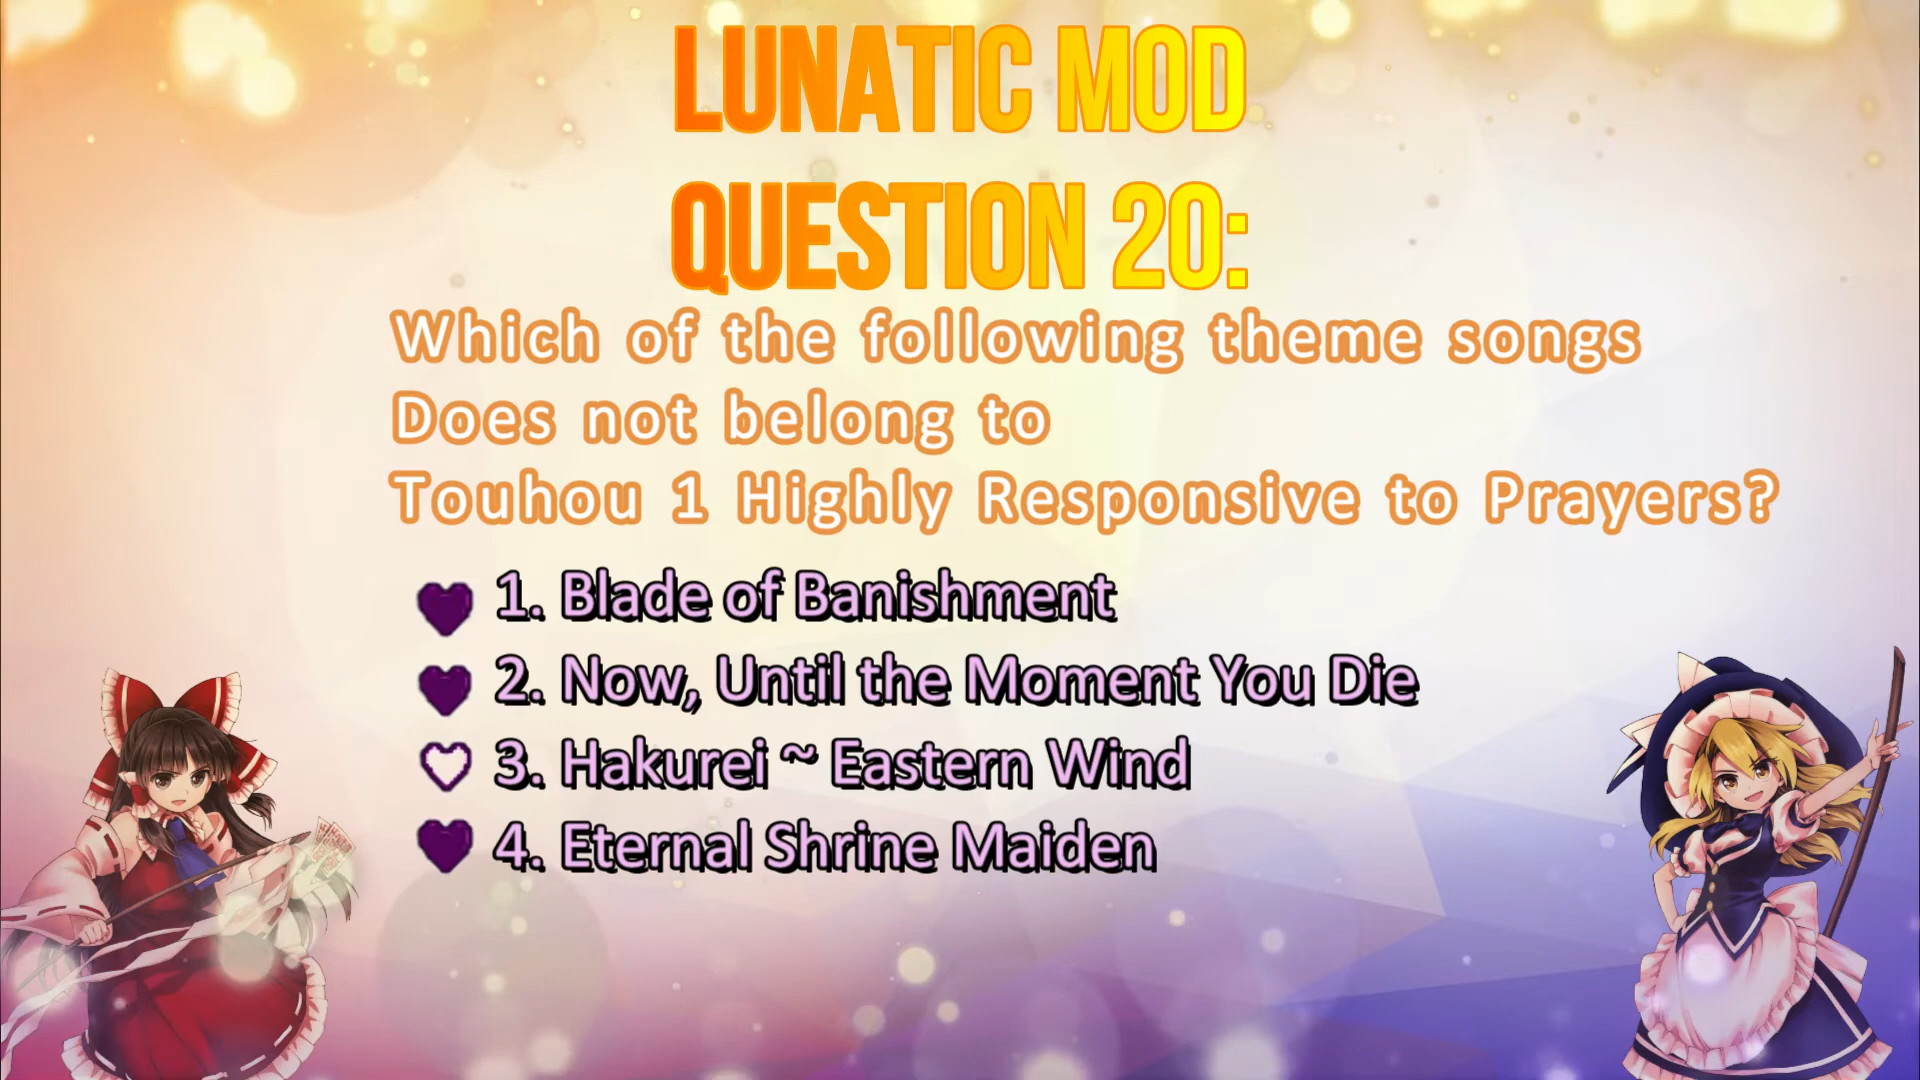 LUNATIC MOD
QUESTION 20:
Which of the following theme songs
Does not belong to
Touhou 1 Highly Responsive to Prayers?
1. Blade of Banishment
2. Now, Until the Moment You Die
3. Hakurei ~ Eastern Wind
4. Eternal Shrine Maiden